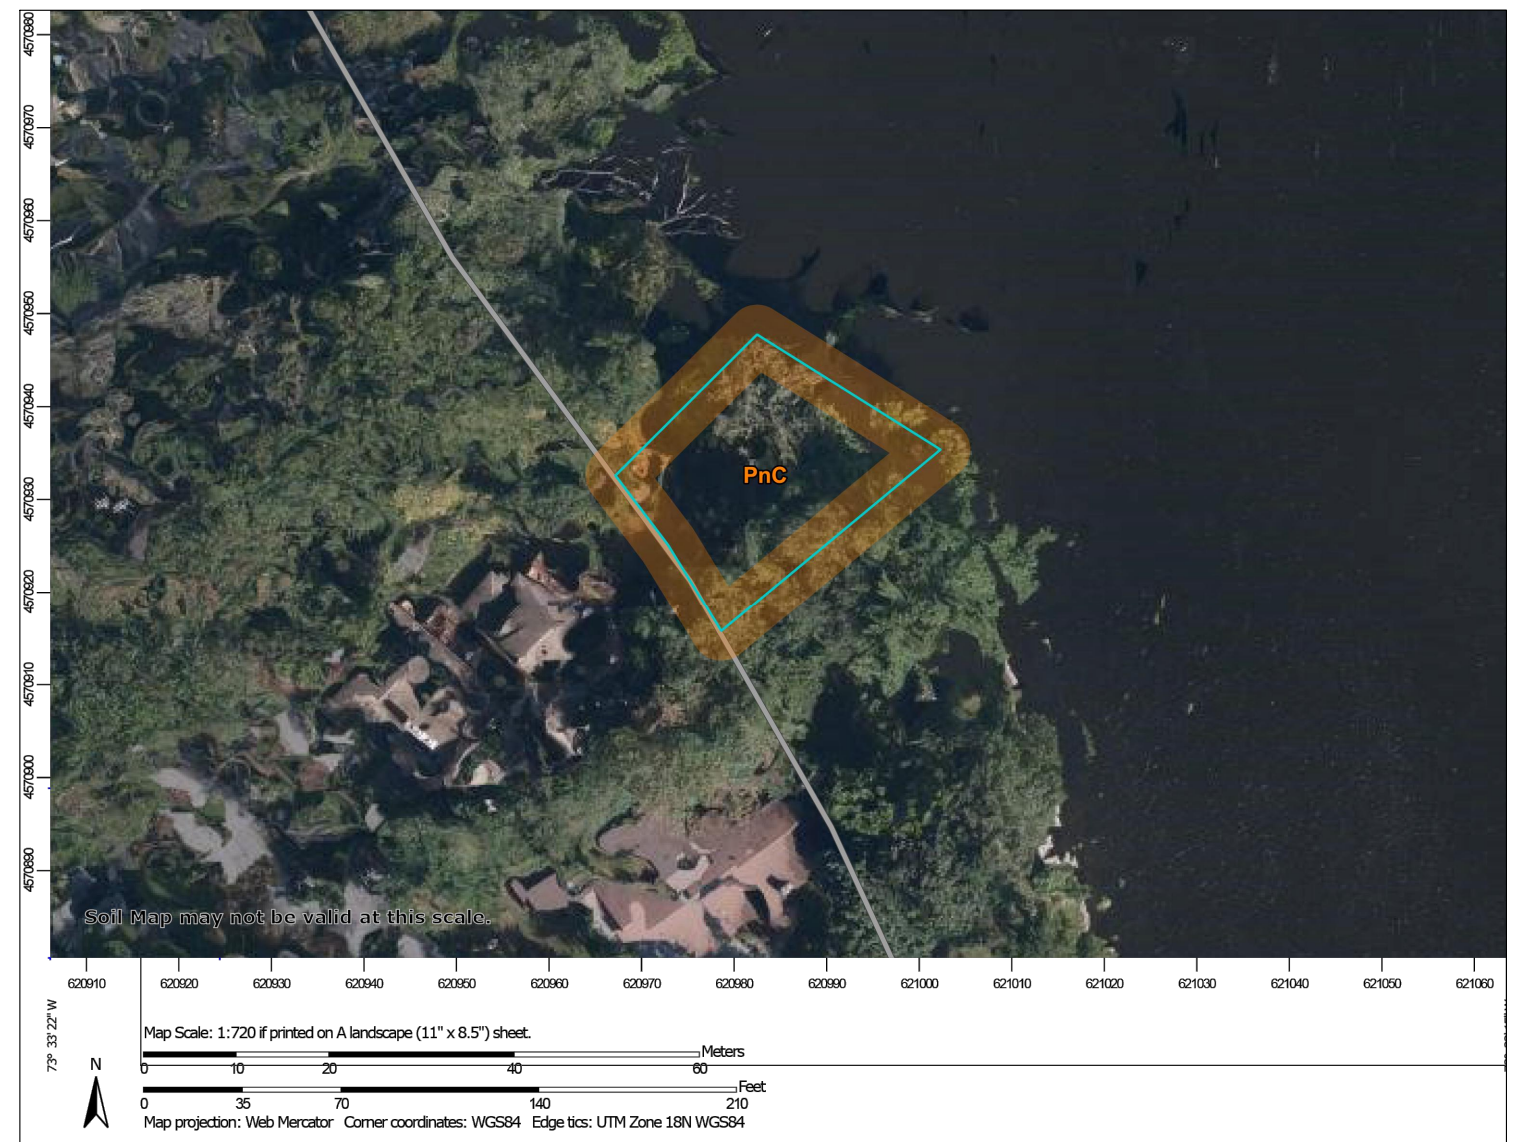 4570980
4570970
4570960
4570950
4570940
4570930
4570920
4570910
4570900
4570890
PnC
Soil Map may not be valid at this scale.
620910 620920 620930 620940 620950 620960 620970 620980 620990 621000 621010 621020 621030 621040 621050 621060
73° 33' 22'' W
Map Scale: 1:720 if printed on A landscape (11" x 8.5") sheet.
N
Meters
0 10 20 40 60
Feet
0 35 70 140 210
Map projection: Web Mercator Corner coordinates: WGS84 Edge tics: UTM Zone 18N WGS84